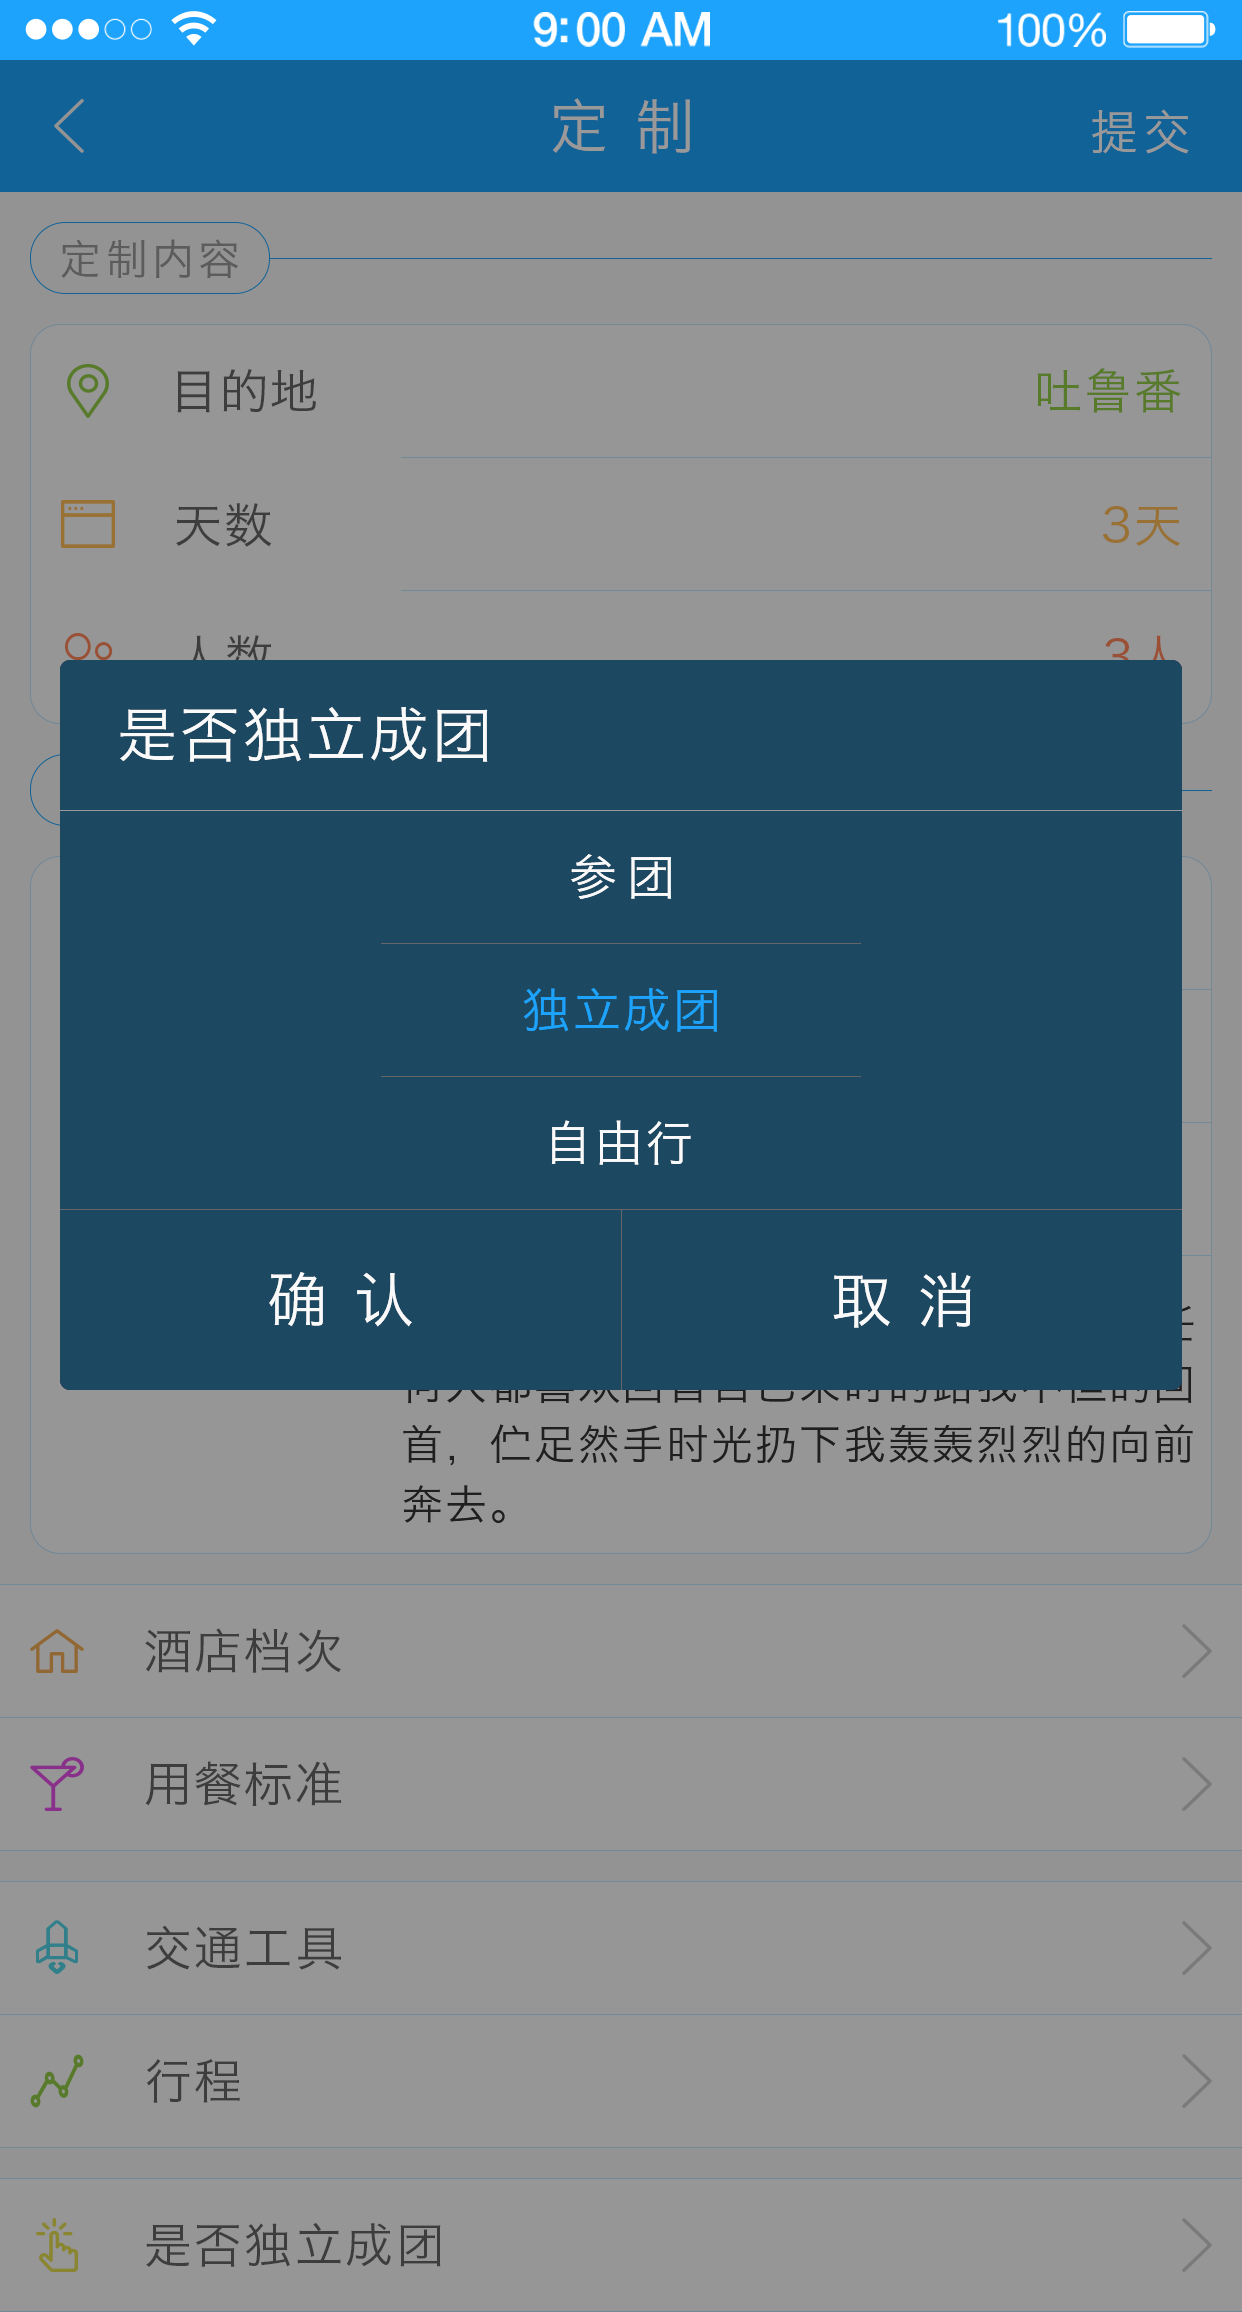 9:00 AM
100%
定制
提交
定制内容
目的地
吐鲁番
天数
3天
人数
3人
是否独立成团
参团
独立成团
自由行
确认
取消
首，伫足然手时光扔下我轰轰烈烈的向前
奔去。
酒店档次
用餐标准
交通工具
行程
是否独立成团